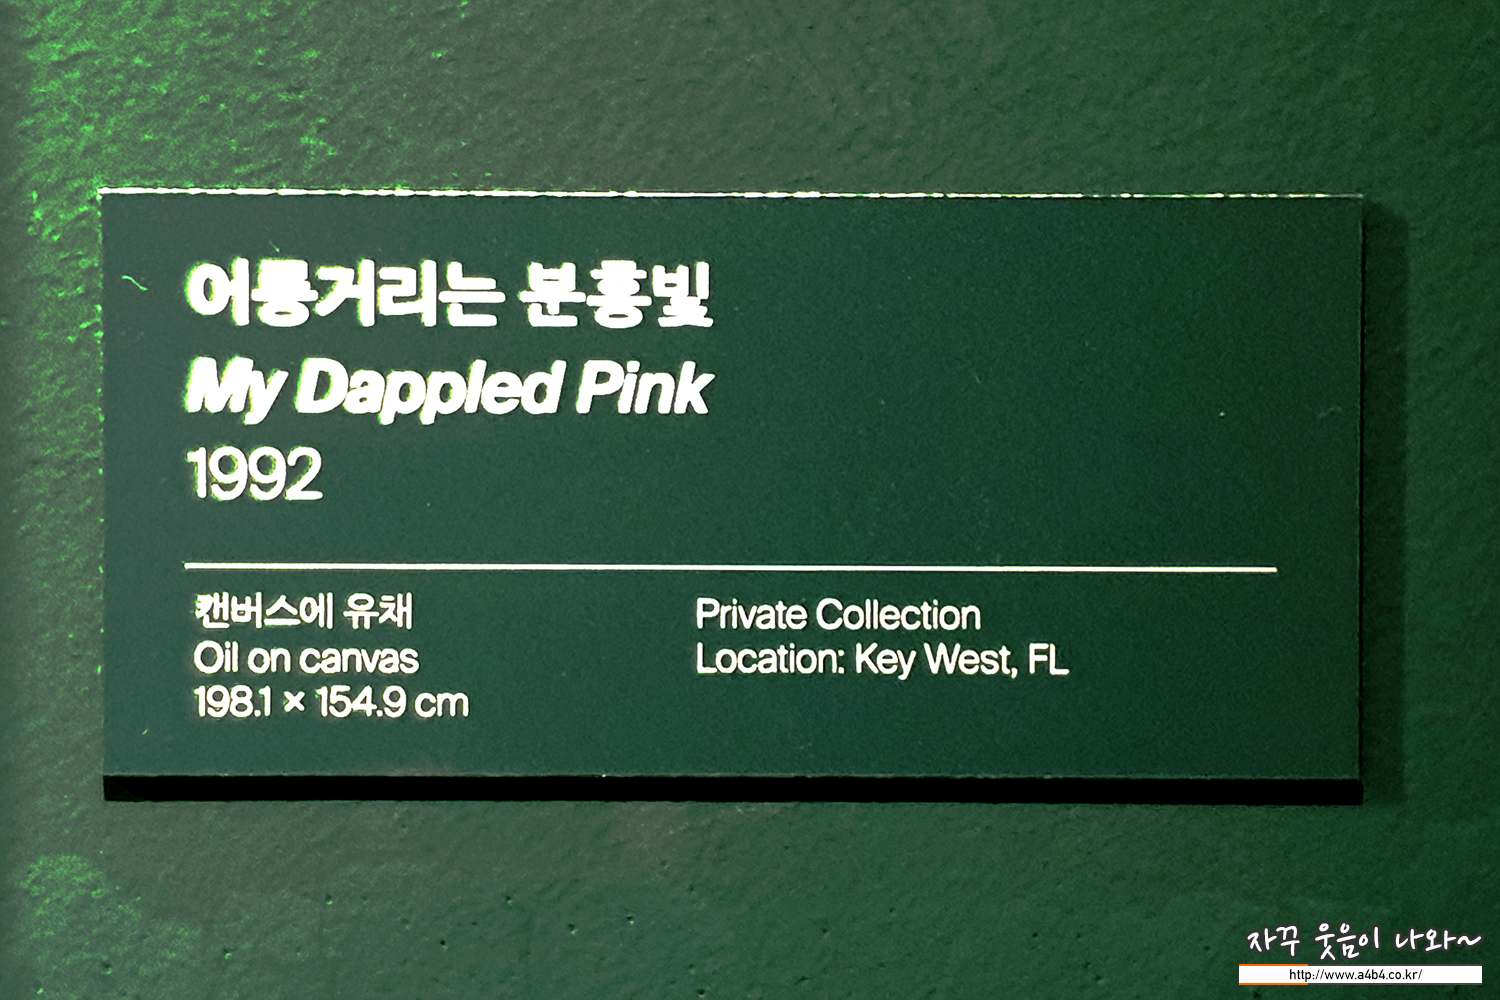 어룽거리는 분홍빛
My Dappled Pink
1992
캔버스에 유채
Oil on canvas
198.1 × 154.9 cm
Private Collection
Location: Key West, FL
자꾸 웃음이 나와~
http://www.a4b4.co.kr/